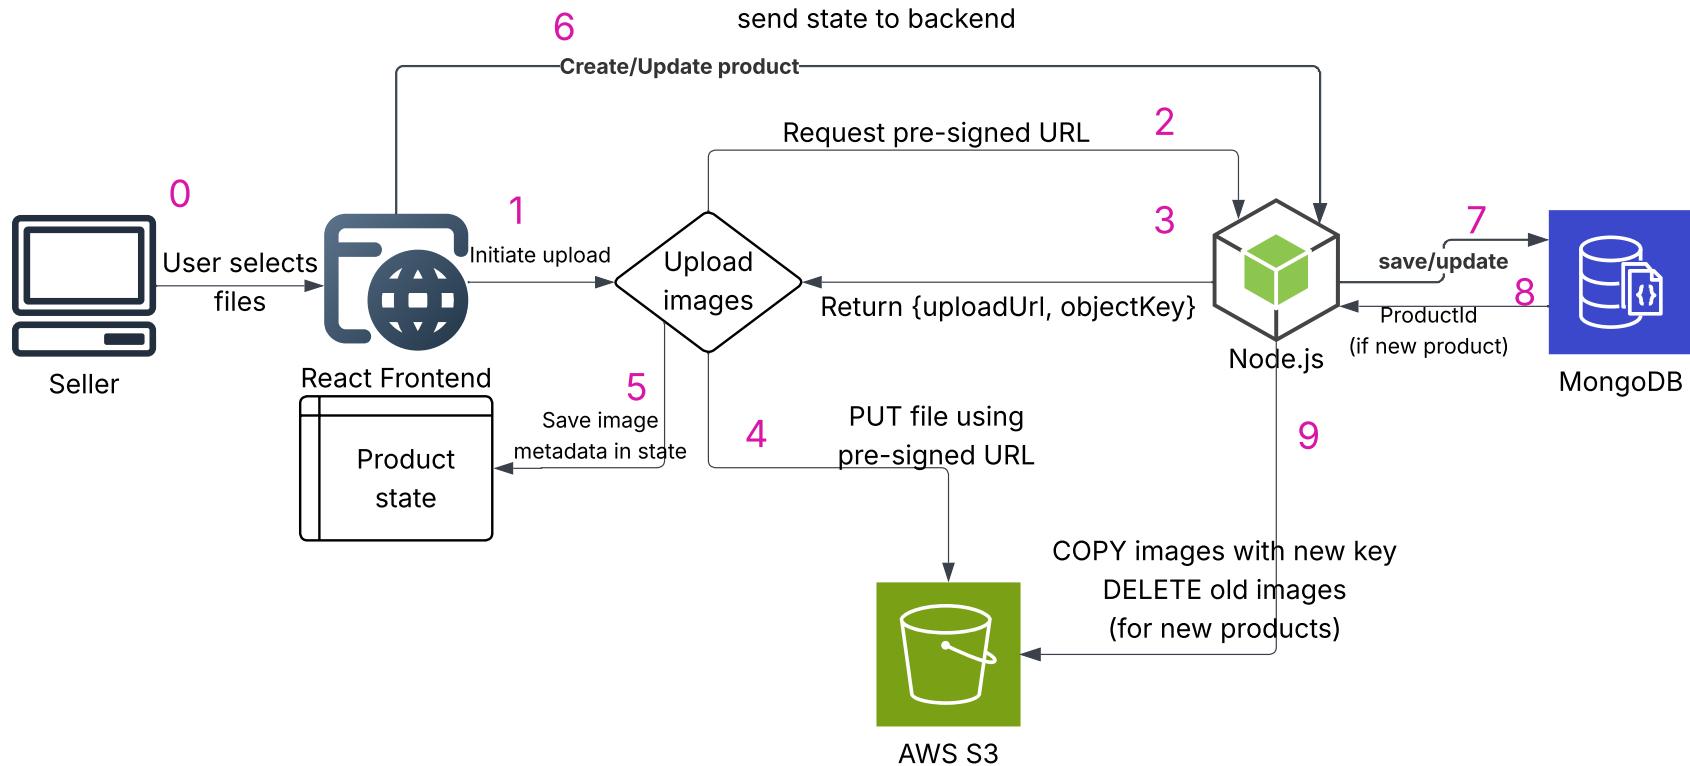 6
send state to backend
Create/Update product
2
Request pre-signed URL
0
User selects
files
1
Initiate upload
Upload
images
3
Return {uploadUrl, objectKey}
7
save/update
8
ProductId
(if new product)
Seller
React Frontend
Node.js
MongoDB
5
Save image
metadata in state
Product
state
4
PUT file using
pre-signed URL
9
COPY images with new key
DELETE old images
(for new products)
AWS S3